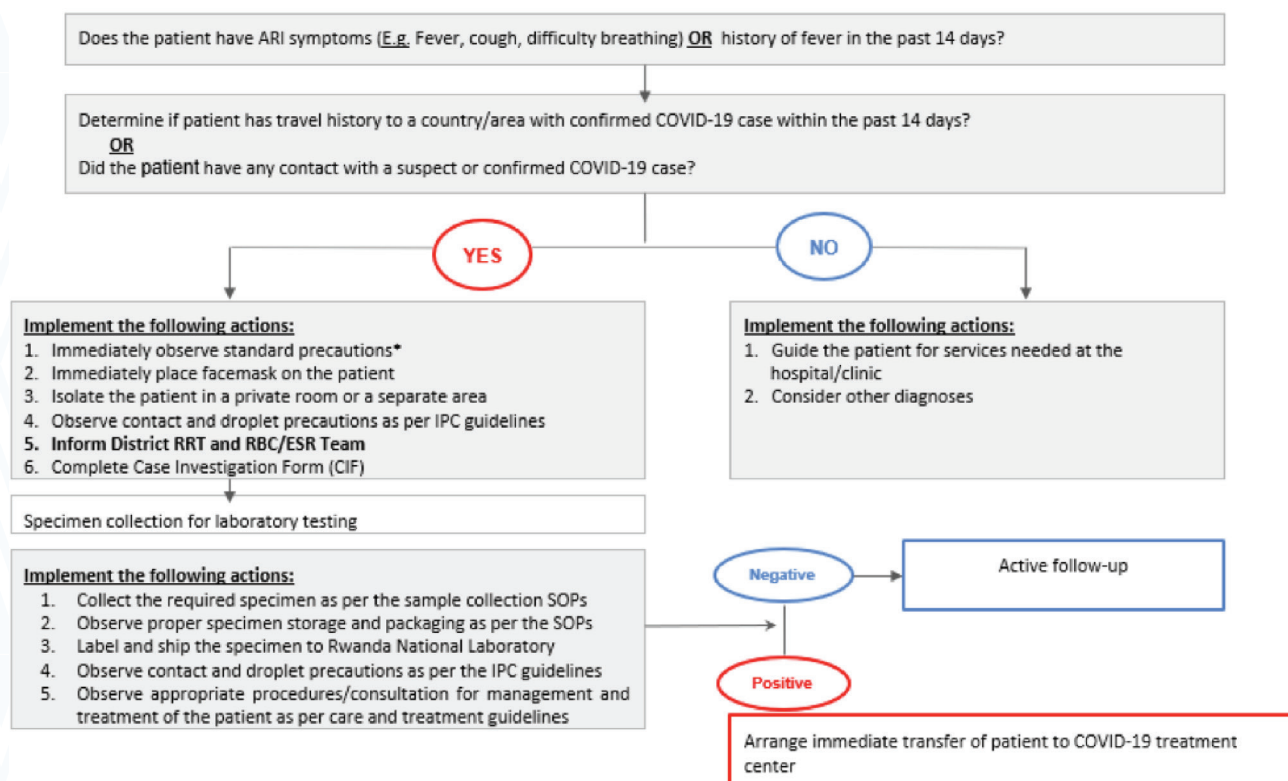 Does the patient have ARI symptoms (E.g. Fever, cough, difficulty breathing) OR history of fever in the past 14 days?
Determine if patient has travel history to a country/area with confirmed COVID-19 case within the past 14 days?
OR
Did the patient have any contact with a suspect or confirmed COVID-19 case?
YES
NO
Implement the following actions:
1. Immediately observe standard precautions*
2. Immediately place facemask on the patient
3. Isolate the patient in a private room or a separate area
4. Observe contact and droplet precautions as per IPC guidelines
5. Inform District RRT and RBC/ESR Team
6. Complete Case Investigation Form (CIF)
Implement the following actions:
1. Guide the patient for services needed at the
hospital/clinic
2. Consider other diagnoses
Specimen collection for laboratory testing
Implement the following actions:
1. Collect the required specimen as per the sample collection SOPs
2. Observe proper specimen storage and packaging as per the SOPs
3. Label and ship the specimen to Rwanda National Laboratory
4. Observe contact and droplet precautions as per the IPC guidelines
5. Observe appropriate procedures/consultation for management and
treatment of the patient as per care and treatment guidelines
Negative
Active follow-up
Positive
Arrange immediate transfer of patient to COVID-19 treatment
center